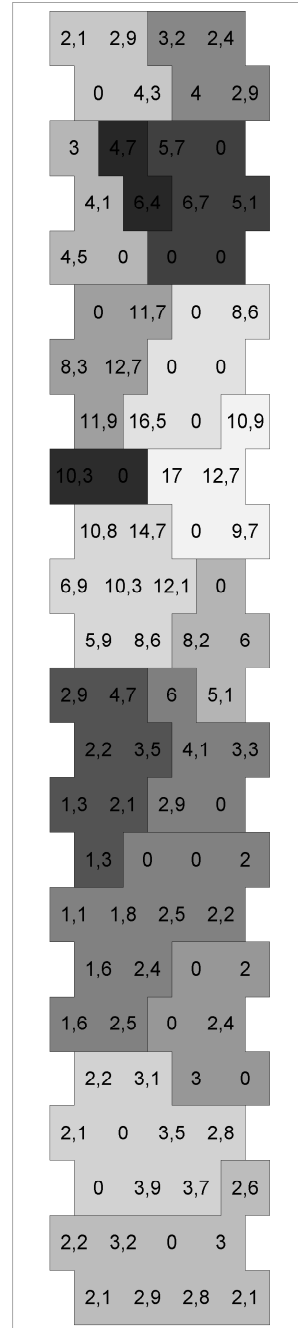 2,1 2,9 3,2 2,4
0 4,3 4 2,9
3 4,7 5,7 0
4,1 6,4 6,7 5,1
4,5 0 0 0
0 11,7 0 8,6
8,3 12,7 0 0
11,9 16,5 0 10,9
10,3 0 17 12,7
10,8 14,7 0 9,7
6,9 10,3 12,1 0
5,9 8,6 8,2 6
2,9 4,7 6 5,1
2,2 3,5 4,1 3,3
1,3 2,1 2,9 0
1,3 0 0 2
1,1 1,8 2,5 2,2
1,6 2,4 0 2
1,6 2,5 0 2,4
2,2 3,1 3 0
2,1 0 3,5 2,8
0 3,9 3,7 2,6
2,2 3,2 0 3
2,1 2,9 2,8 2,1